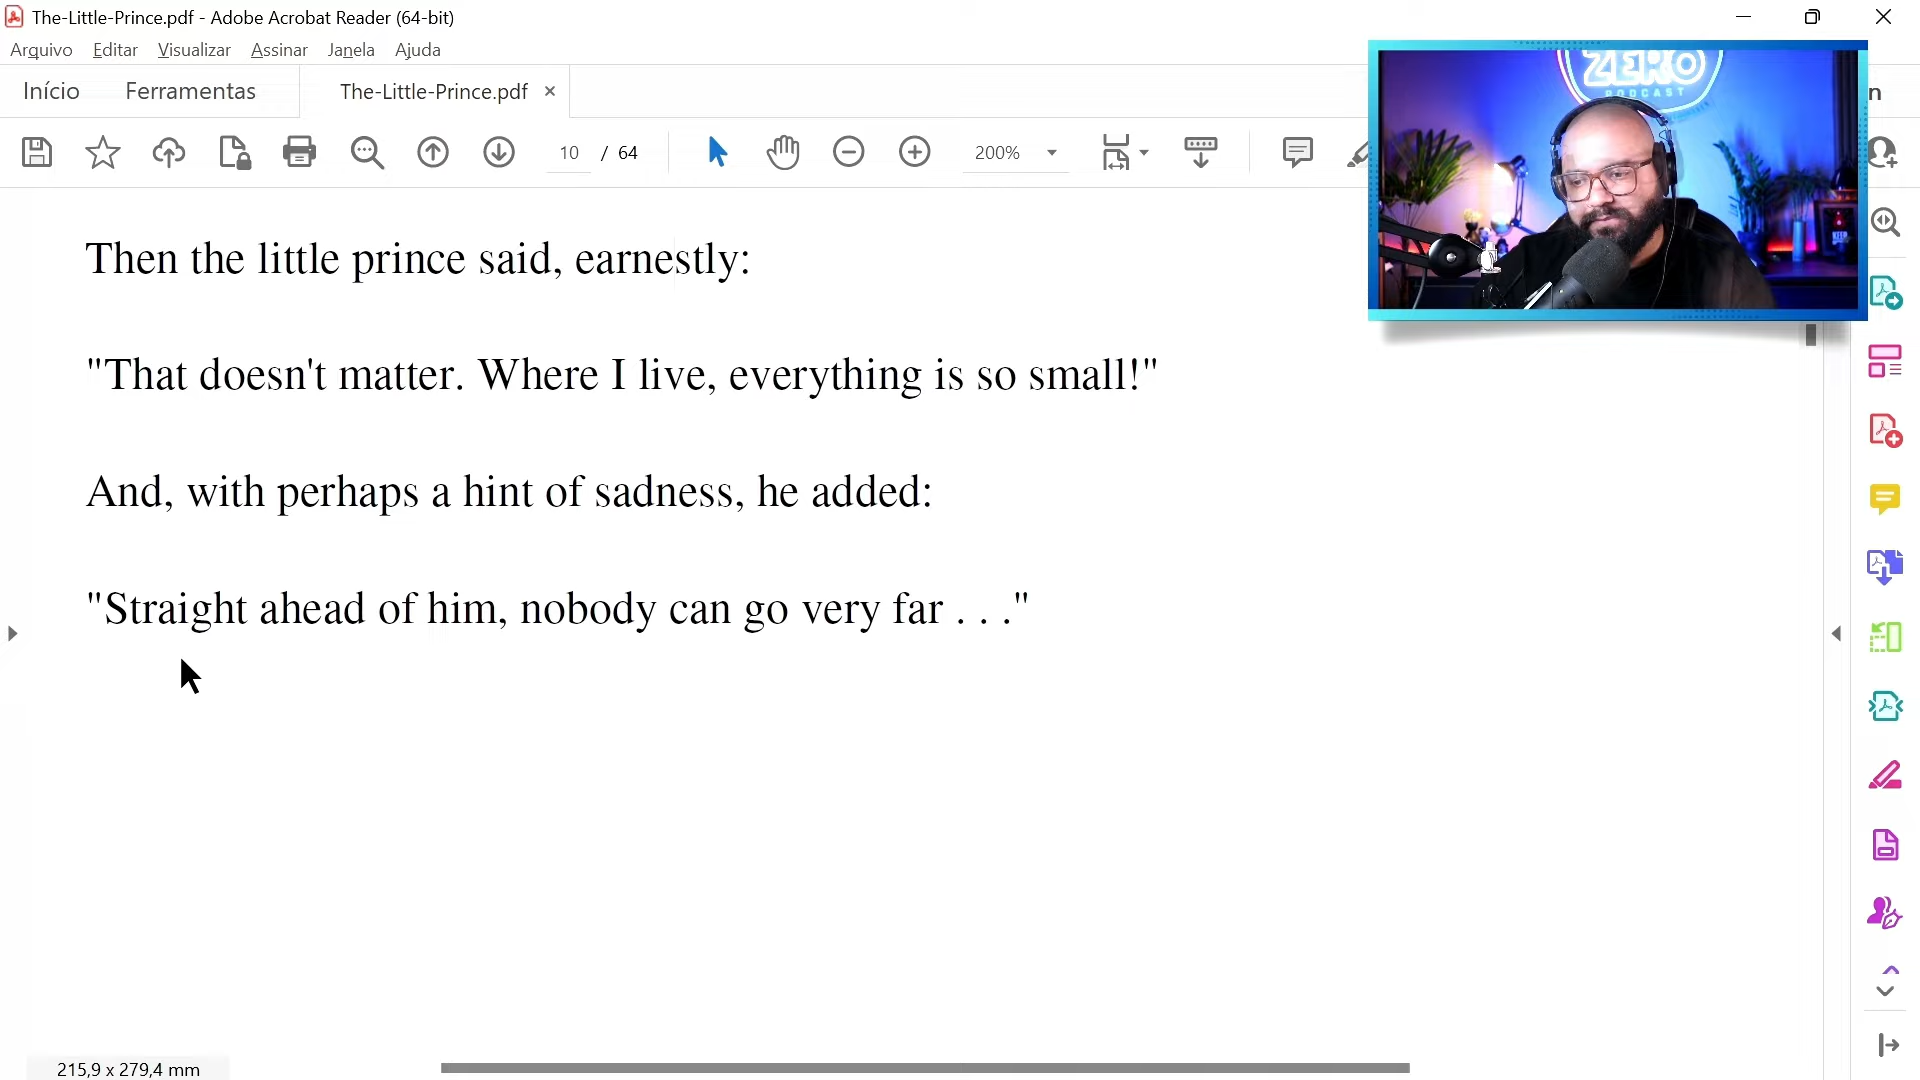 The-Little-Prince.pdf - Adobe Acrobat Reader (64-bit)
Arquivo Editar Visualizar Assinar Janela Ajuda
Início Ferramentas The-Little-Prince.pdf
10 / 64 200%
ZERO
PODCAST
Then the little prince said, earnestly:
"That doesn't matter. Where I live, everything is so small!"
And, with perhaps a hint of sadness, he added:
"Straight ahead of him, nobody can go very far . . ."
215,9 x 279,4 mm